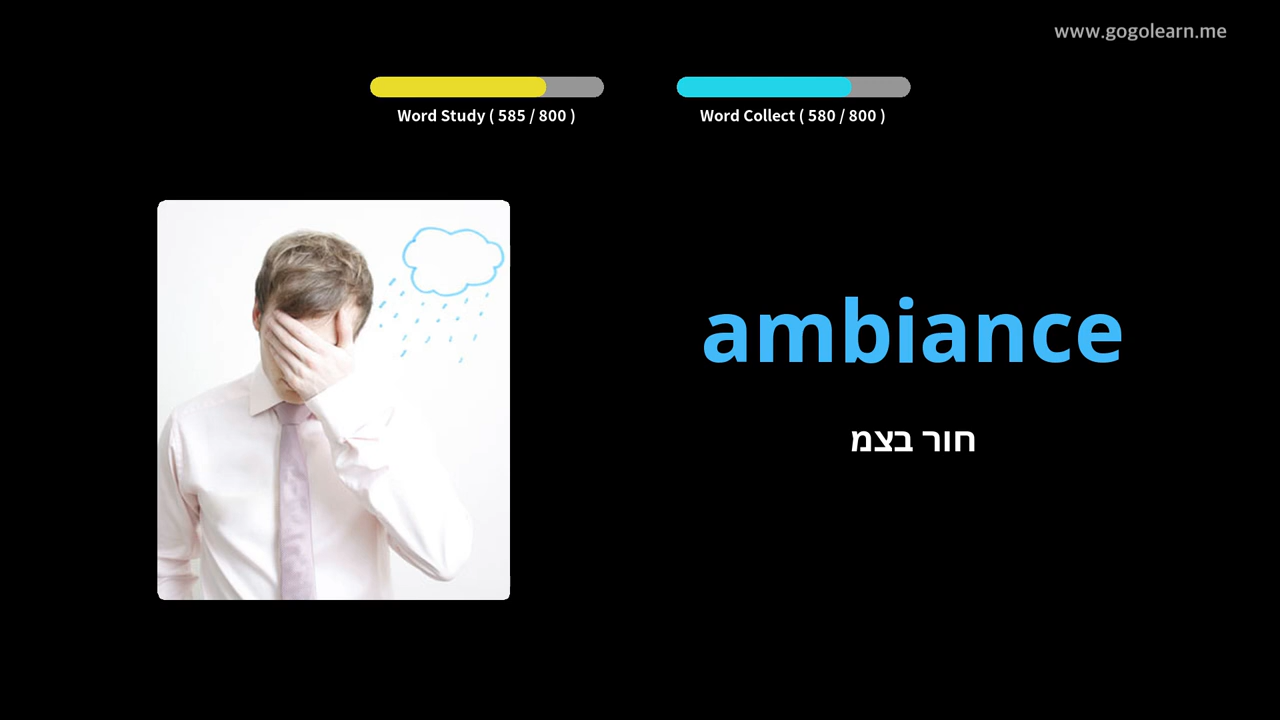 www.gogolearn.me
Word Study ( 585 / 800 )
Word Collect ( 580 / 800 )
ambiance
חור בצמ